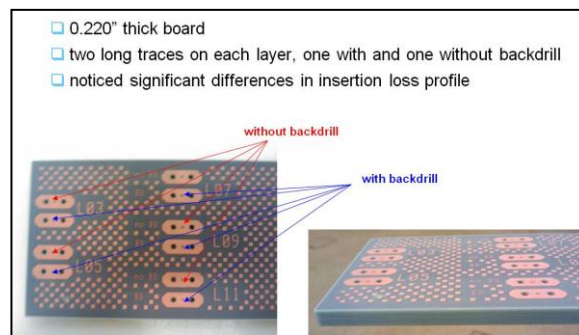 0.220” thick board
two long traces on each layer, one with and one without backdrill
noticed significant differences in insertion loss profile
without backdrill
with backdrill
L03
L07
L05
L09
L11